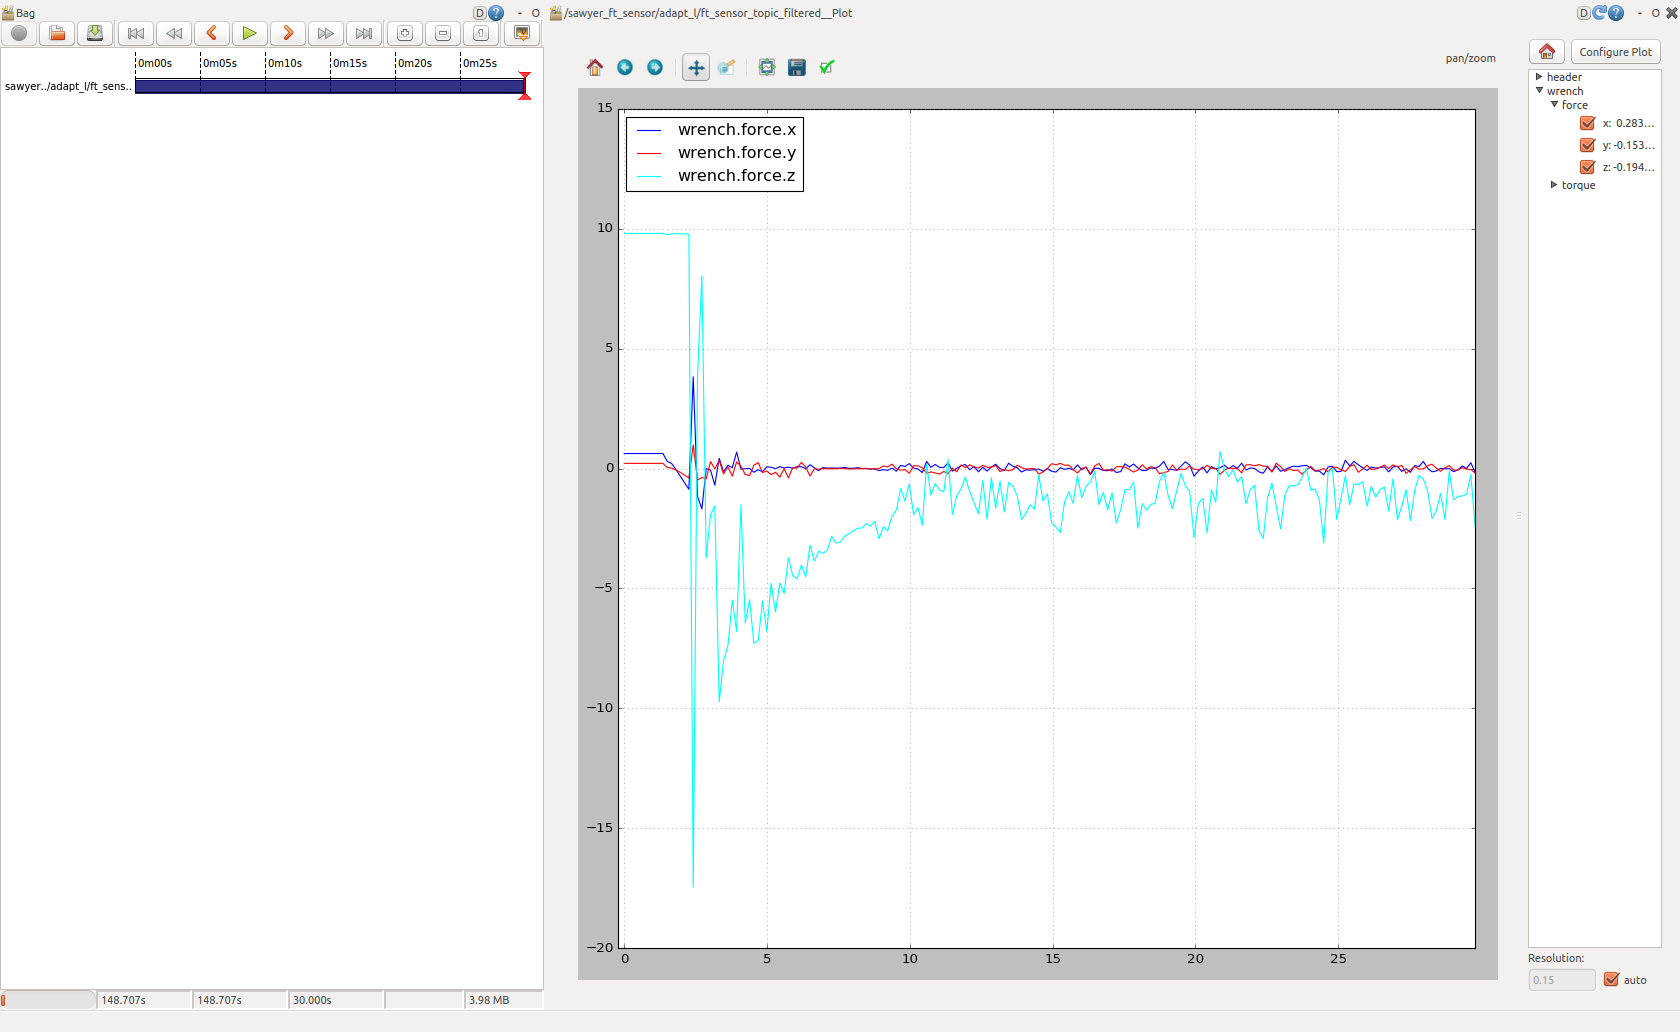 Bag
D ? - O
0m00s 0m05s 0m10s 0m15s 0m20s 0m25s
sawyer../adapt_l/ft_sens..
148.707s 148.707s 30.000s 3.98 MB
/sawyer_ft_sensor/adapt_l/ft_sensor_topic_filtered__Plot
D ? - O
pan/zoom
wrench.force.x
wrench.force.y
wrench.force.z
15
10
5
0
−5
−10
−15
−20
0 5 10 15 20 25
Configure Plot
header
wrench
force
x: 0.283...
y: -0.153...
z: -0.194...
torque
Resolution:
0.15 auto